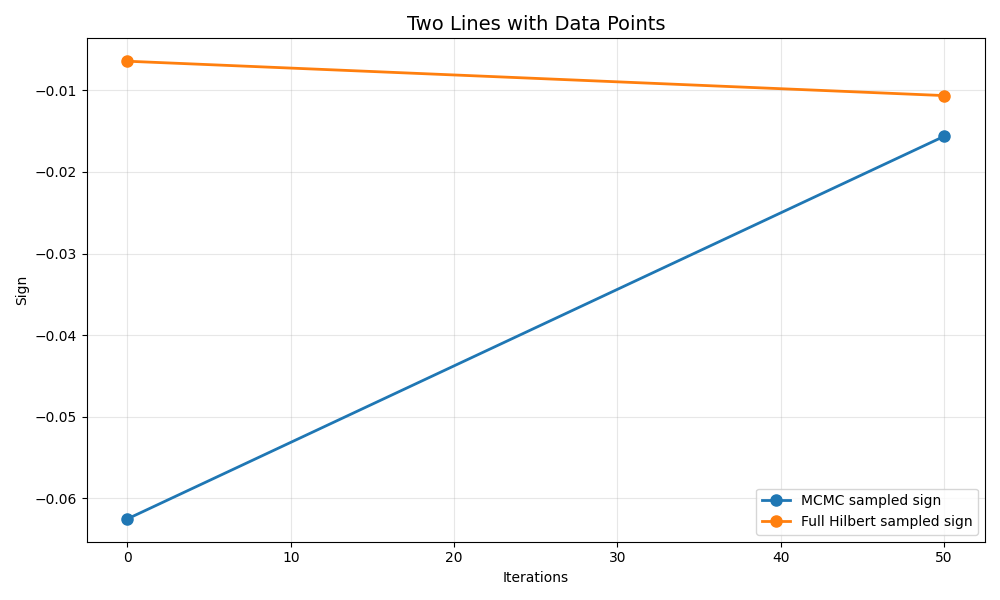 Two Lines with Data Points
Sign
−0.01
−0.02
−0.03
−0.04
−0.05
−0.06
0 10 20 30 40 50
Iterations
MCMC sampled sign
Full Hilbert sampled sign